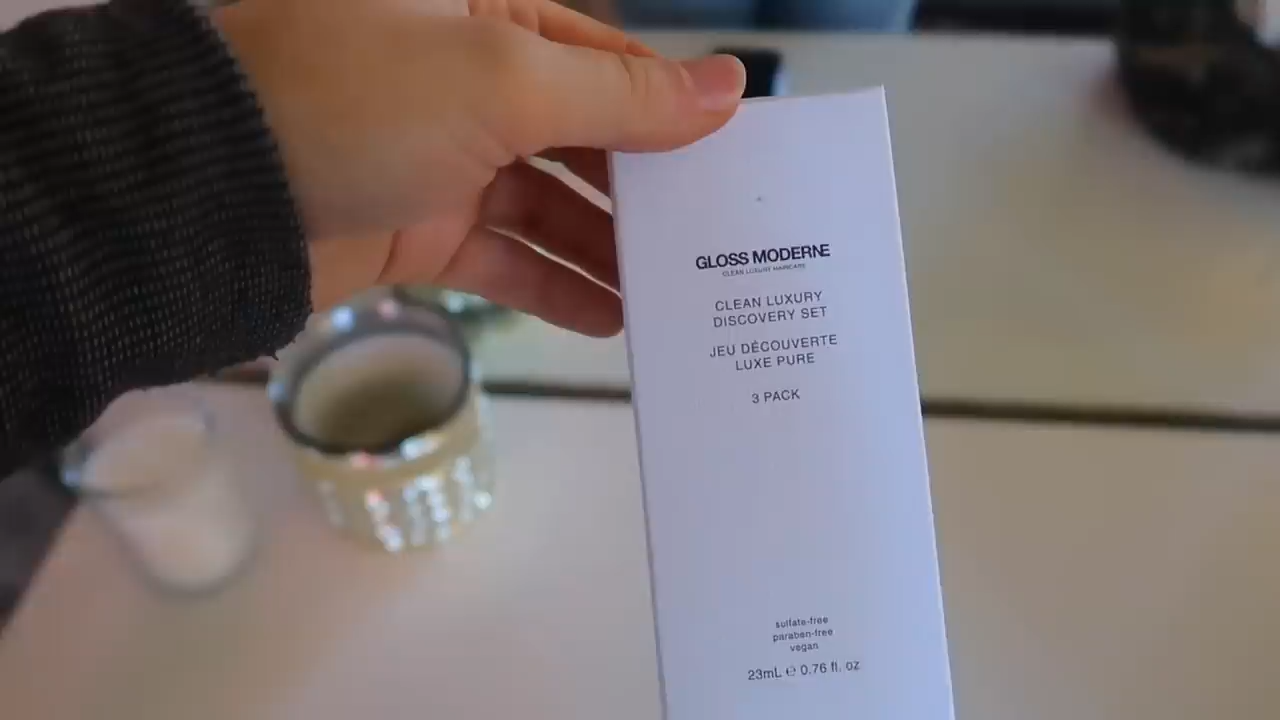 GLOSS MODERNE
CLEAN LUXURY HAIRCARE
CLEAN LUXURY
DISCOVERY SET
JEU DÉCOUVERTE
LUXE PURE
3 PACK
sulfate-free
paraben-free
vegan
23mL ℮ 0.76 fl. oz